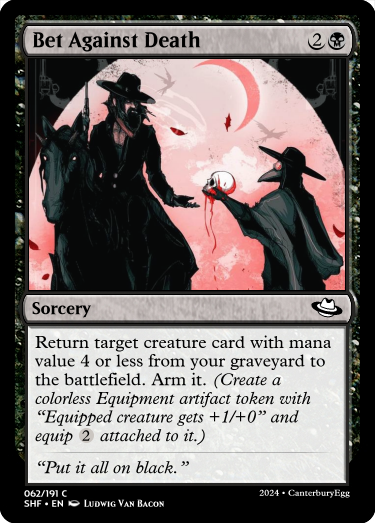 Bet Against Death 2
Sorcery
Return target creature card with mana
value 4 or less from your graveyard to
the battlefield. Arm it. (Create a
colorless Equipment artifact token with
“Equipped creature gets +1/+0” and
equip 2 attached to it.)
“Put it all on black.”
062/191 C
SHF • EN Ludwig Van Bacon
2024 • CanterburyEgg